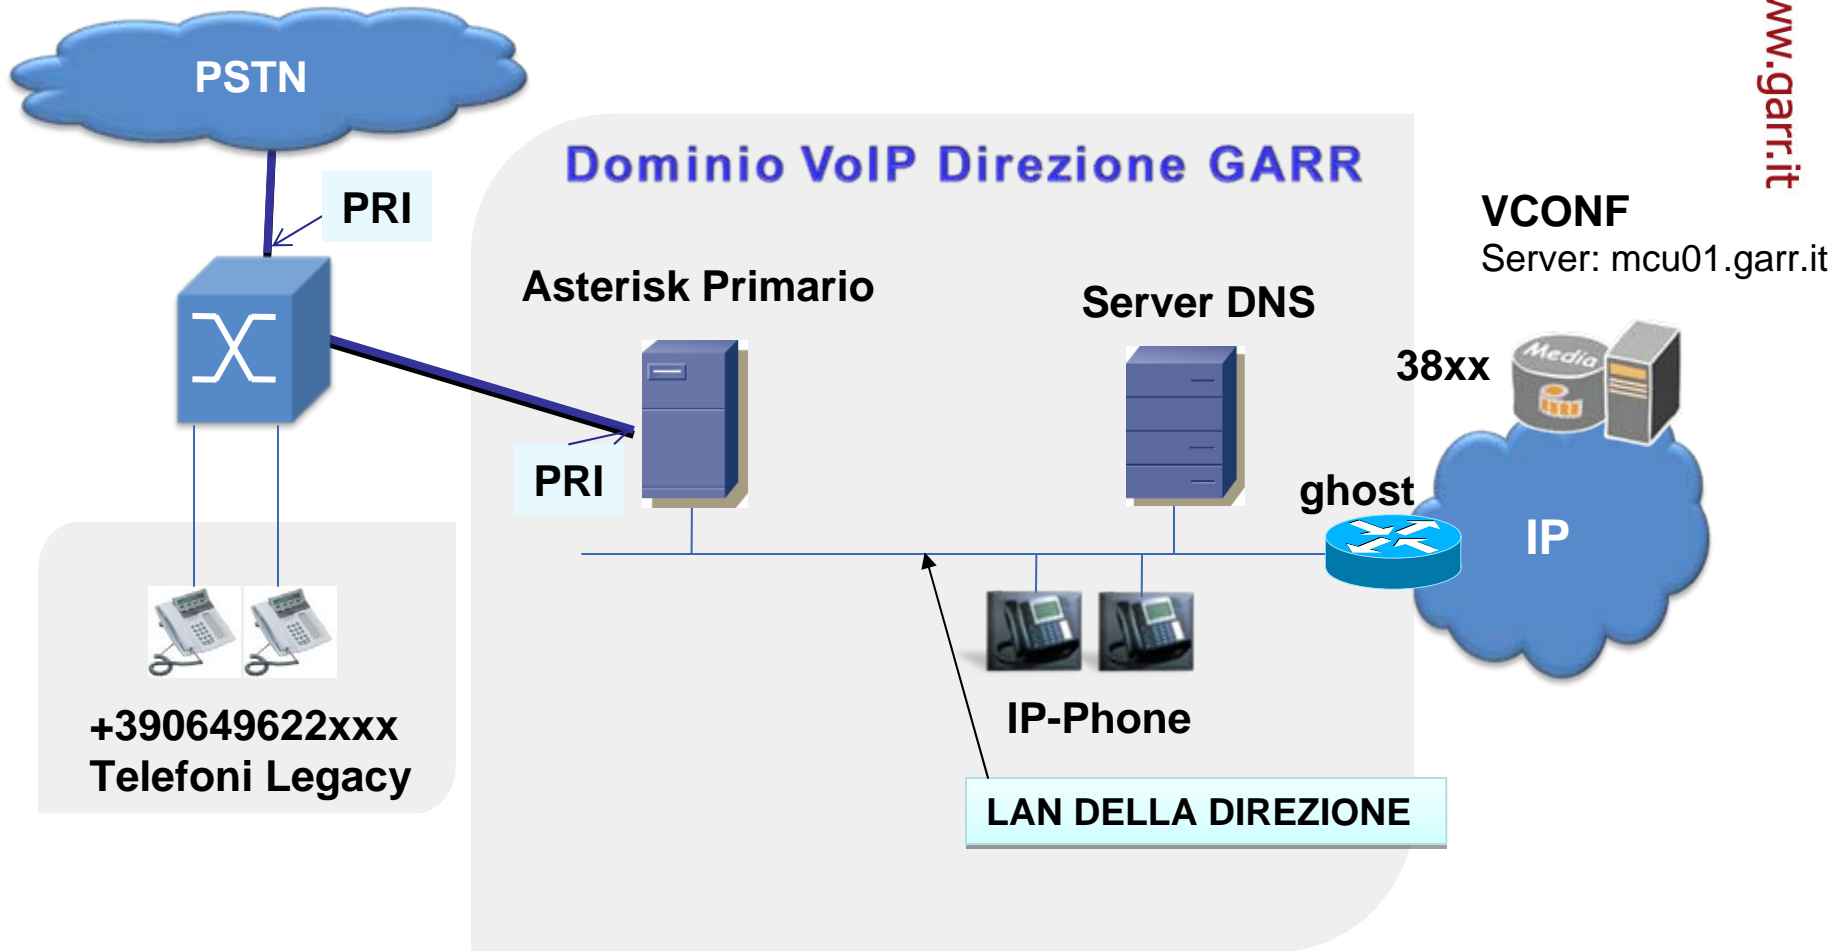 www.garr.it
PSTN
Dominio VoIP Direzione GARR
PRI
VCONF
Server: mcu01.garr.it
Asterisk Primario
Server DNS
Media
38xx
PRI
ghost
IP
+390649622xxx
Telefoni Legacy
IP-Phone
LAN DELLA DIREZIONE